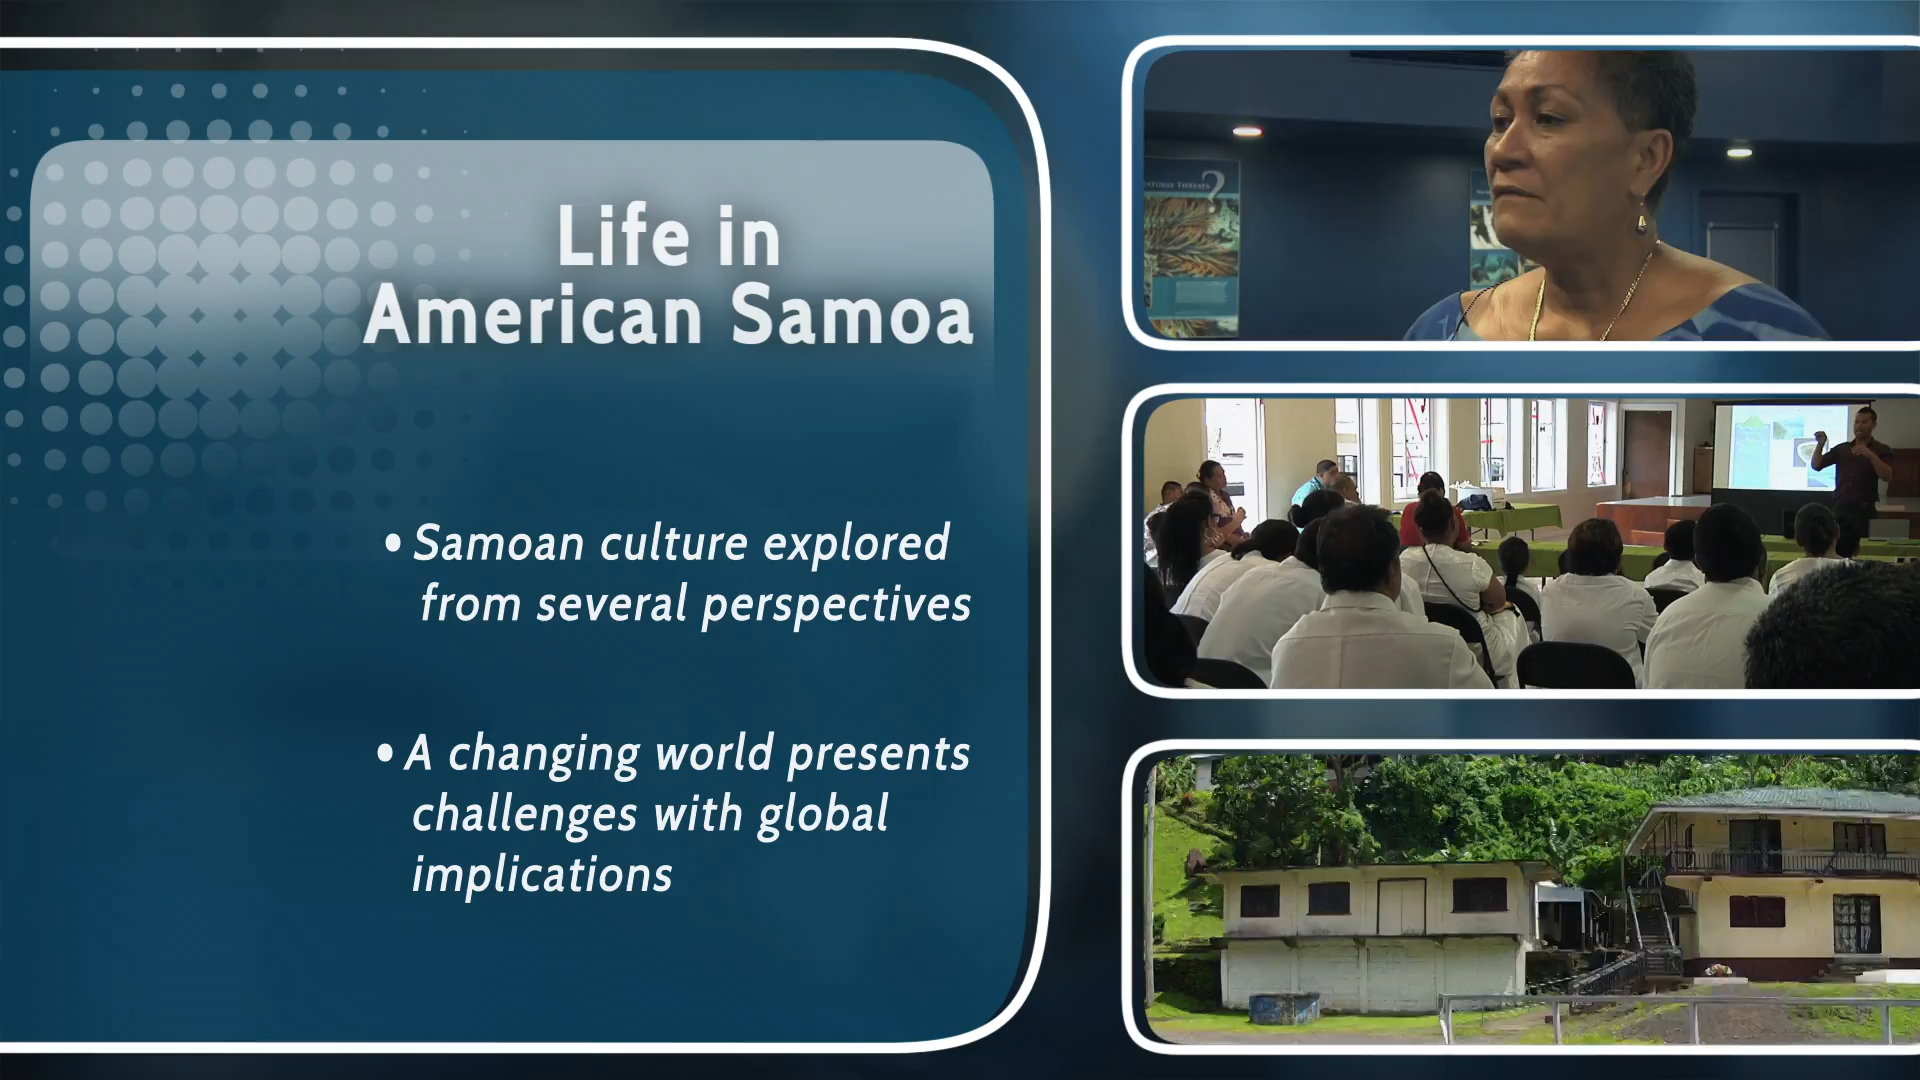 Life in
American Samoa
• Samoan culture explored
from several perspectives
• A changing world presents
challenges with global
implications
?